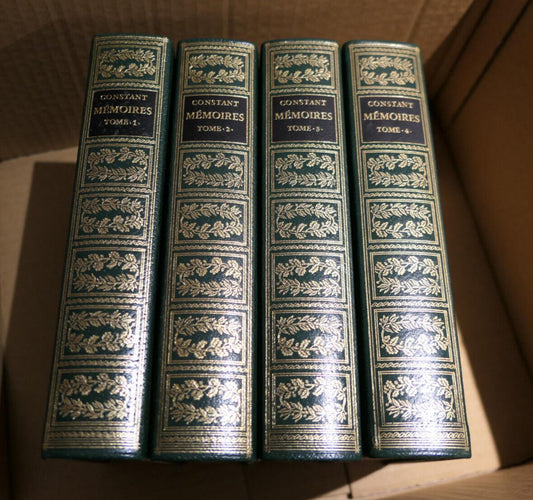 CONSTANT
MÉMOIRES
TOME·1·
CONSTANT
MÉMOIRES
TOME·2·
CONSTANT
MÉMOIRES
TOME·3·
CONSTANT
MÉMOIRES
TOME·4·